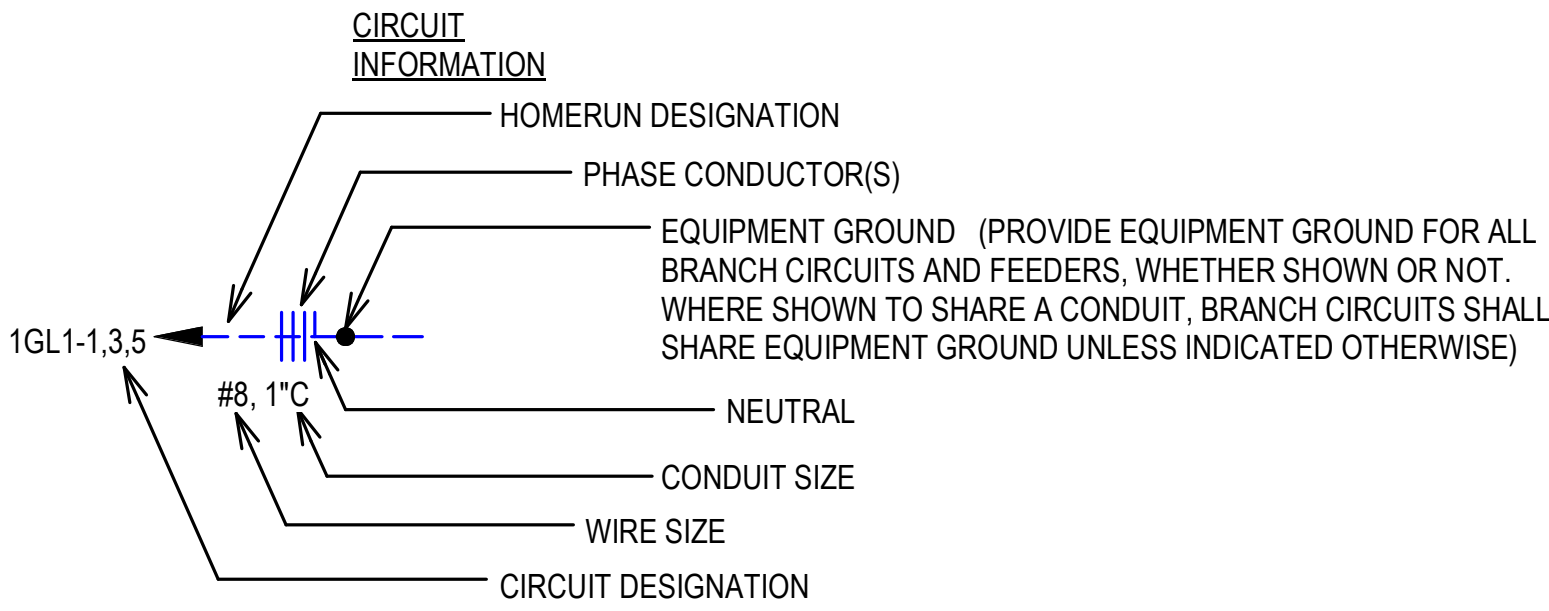 CIRCUIT
INFORMATION
HOMERUN DESIGNATION
PHASE CONDUCTOR(S)
EQUIPMENT GROUND (PROVIDE EQUIPMENT GROUND FOR ALL
BRANCH CIRCUITS AND FEEDERS, WHETHER SHOWN OR NOT.
WHERE SHOWN TO SHARE A CONDUIT, BRANCH CIRCUITS SHALL
SHARE EQUIPMENT GROUND UNLESS INDICATED OTHERWISE)
1GL1-1,3,5
#8, 1"C
NEUTRAL
CONDUIT SIZE
WIRE SIZE
CIRCUIT DESIGNATION